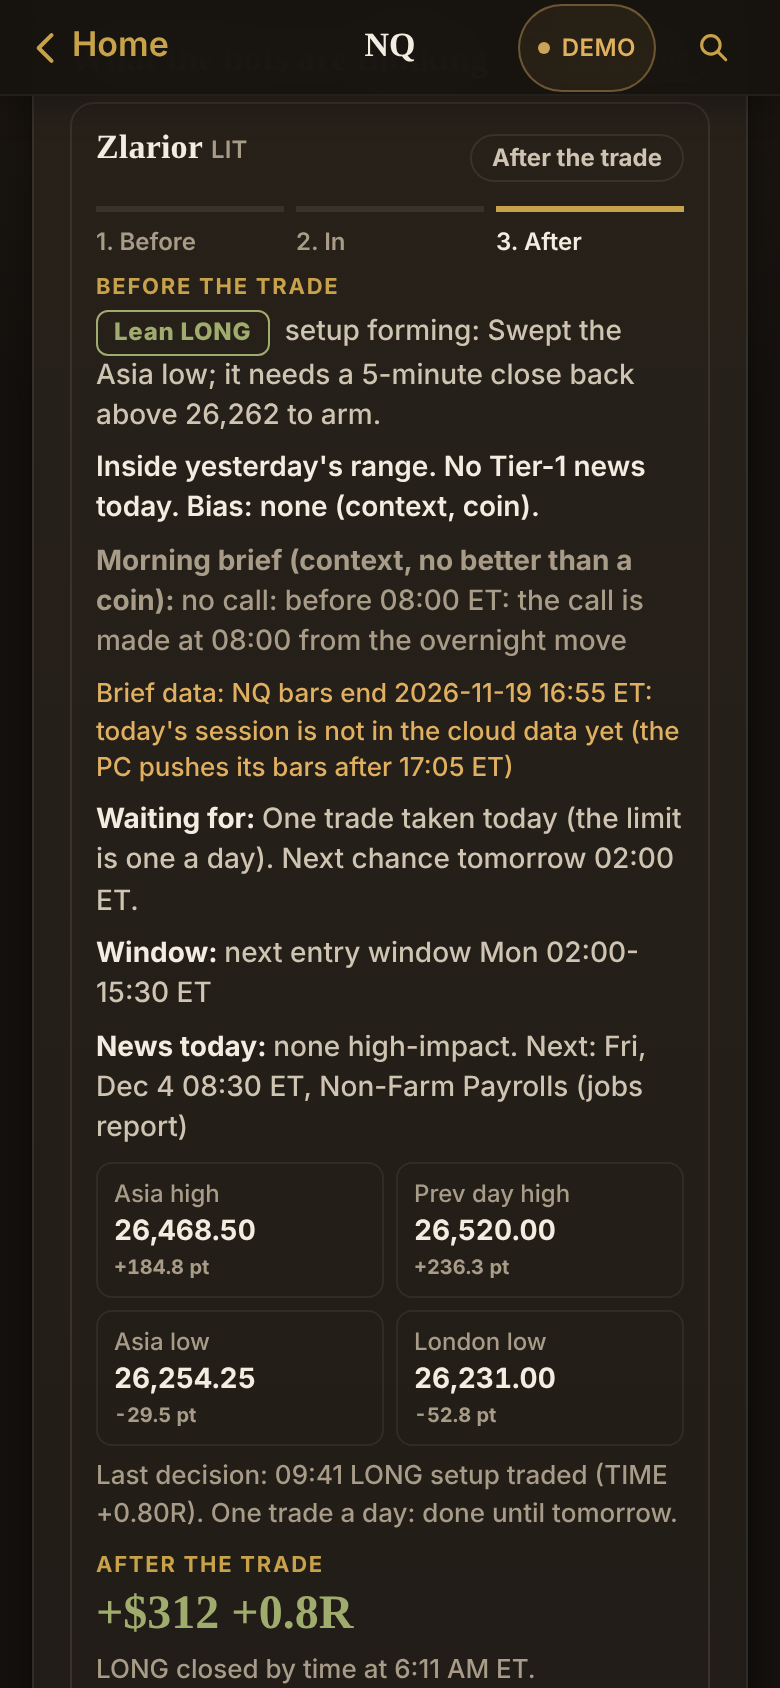 Home
NQ
DEMO
Zlarior LIT
After the trade
1. Before
2. In
3. After
BEFORE THE TRADE
Lean LONG setup forming: Swept the
Asia low; it needs a 5-minute close back
above 26,262 to arm.
Inside yesterday's range. No Tier-1 news
today. Bias: none (context, coin).
Morning brief (context, no better than a
coin): no call: before 08:00 ET: the call is
made at 08:00 from the overnight move
Brief data: NQ bars end 2026-11-19 16:55 ET:
today's session is not in the cloud data yet (the
PC pushes its bars after 17:05 ET)
Waiting for: One trade taken today (the limit
is one a day). Next chance tomorrow 02:00
ET.
Window: next entry window Mon 02:00-
15:30 ET
News today: none high-impact. Next: Fri,
Dec 4 08:30 ET, Non-Farm Payrolls (jobs
report)
Asia high
26,468.50
+184.8 pt
Prev day high
26,520.00
+236.3 pt
Asia low
26,254.25
-29.5 pt
London low
26,231.00
-52.8 pt
Last decision: 09:41 LONG setup traded (TIME
+0.80R). One trade a day: done until tomorrow.
AFTER THE TRADE
+$312 +0.8R
LONG closed by time at 6:11 AM ET.